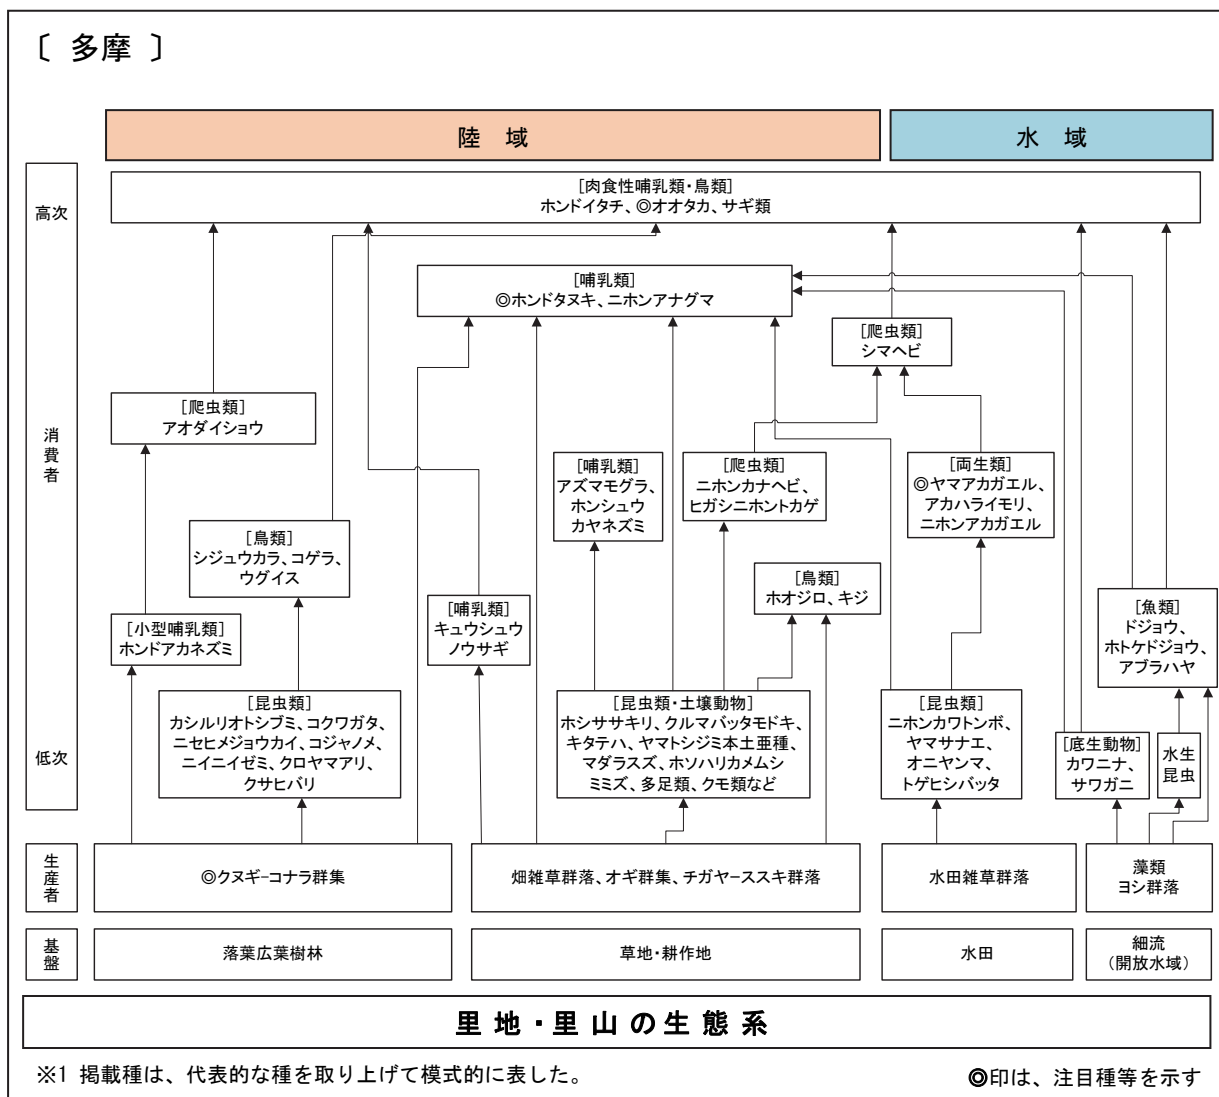 〔 多摩 〕
陸 域
水 域
高次
消
費
者
低次
[肉食性哺乳類・鳥類]
ホンドイタチ、◎オオタカ、サギ類
[哺乳類]
◎ホンドタヌキ、ニホンアナグマ
[爬虫類]
シマヘビ
[爬虫類]
アオダイショウ
[哺乳類]
アズマモグラ、
ホンシュウ
カヤネズミ
[爬虫類]
ニホンカナヘビ、
ヒガシニホントカゲ
[両生類]
◎ヤマアカガエル、
アカハライモリ、
ニホンアカガエル
[鳥類]
シジュウカラ、コゲラ、
ウグイス
[鳥類]
ホオジロ、キジ
[哺乳類]
キュウシュウ
ノウサギ
[魚類]
ドジョウ、
ホトケドジョウ、
アブラハヤ
[小型哺乳類]
ホンドアカネズミ
[昆虫類]
カシルリオトシブミ、コクワガタ、
ニセヒメジョウカイ、コジャノメ、
ニイニイゼミ、クロヤマアリ、
クサヒバリ
[昆虫類・土壌動物]
ホシササキリ、クルマバッタモドキ、
キタテハ、ヤマトシジミ本土亜種、
マダラスズ、ホソハリカメムシ
ミミズ、多足類、クモ類など
[昆虫類]
ニホンカワトンボ、
ヤマサナエ、
オニヤンマ、
トゲヒシバッタ
[底生動物]
カワニナ、
サワガニ
水生
昆虫
生
産
者
◎クヌギ-コナラ群集
畑雑草群落、オギ群集、チガヤ-ススキ群落
水田雑草群落
藻類
ヨシ群落
基
盤
落葉広葉樹林
草地・耕作地
水田
細流
(開放水域)
里地・里山の生態系
※1 掲載種は、代表的な種を取り上げて模式的に表した。
◎印は、注目種等を示す